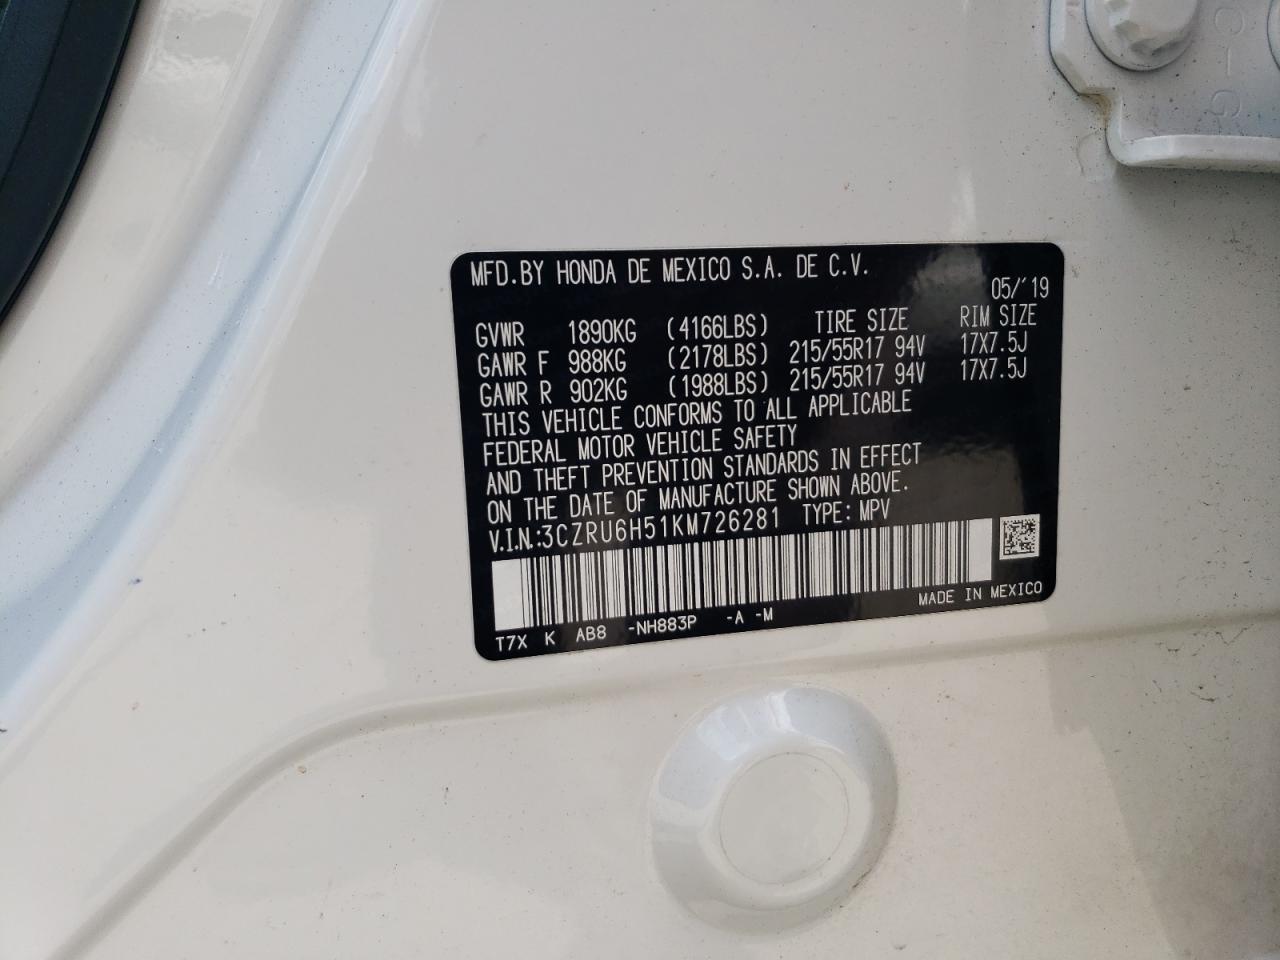 MFD.BY HONDA DE MEXICO S.A. DE C.V.
05/'19
GVWR 1890KG (4166LBS) TIRE SIZE RIM SIZE
GAWR F 988KG (2178LBS) 215/55R17 94V 17X7.5J
GAWR R 902KG (1988LBS) 215/55R17 94V 17X7.5J
THIS VEHICLE CONFORMS TO ALL APPLICABLE
FEDERAL MOTOR VEHICLE SAFETY
AND THEFT PREVENTION STANDARDS IN EFFECT
ON THE DATE OF MANUFACTURE SHOWN ABOVE.
V.I.N.:3CZRU6H51KM726281 TYPE: MPV
MADE IN MEXICO
T7X K AB8 -NH883P -A -M